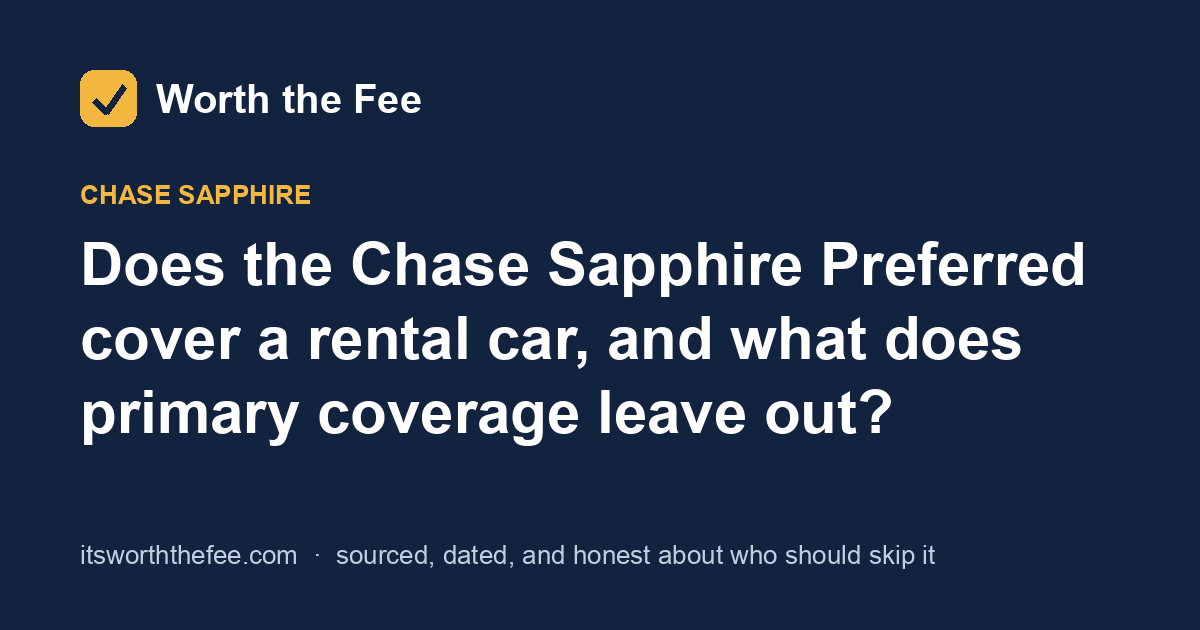 Worth the Fee
CHASE SAPPHIRE
Does the Chase Sapphire Preferred
cover a rental car, and what does
primary coverage leave out?
itsworththefee.com · sourced, dated, and honest about who should skip it